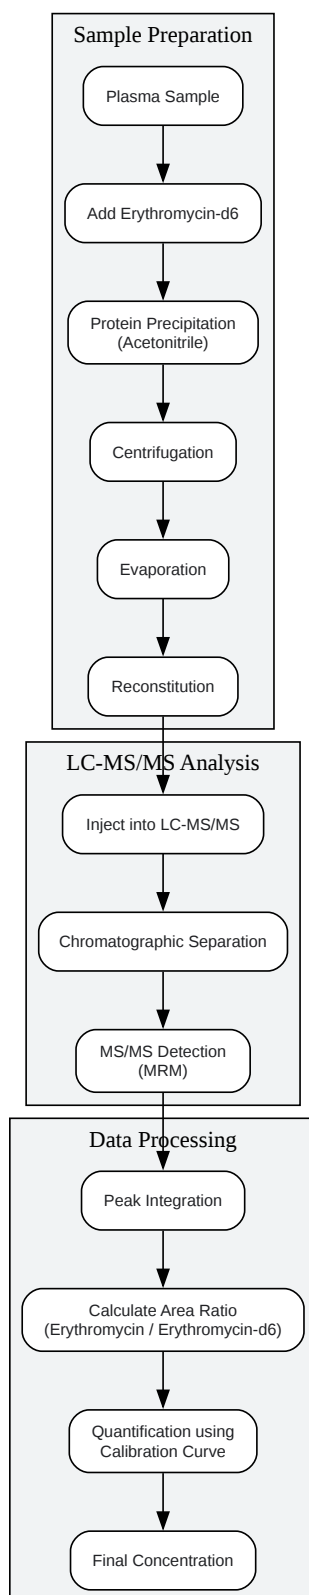 Sample Preparation
Plasma Sample
Add Erythromycin-d6
Protein Precipitation
(Acetonitrile)
Centrifugation
Evaporation
Reconstitution
LC-MS/MS Analysis
Inject into LC-MS/MS
Chromatographic Separation
MS/MS Detection
(MRM)
Data Processing
Peak Integration
Calculate Area Ratio
(Erythromycin / Erythromycin-d6)
Quantification using
Calibration Curve
Final Concentration